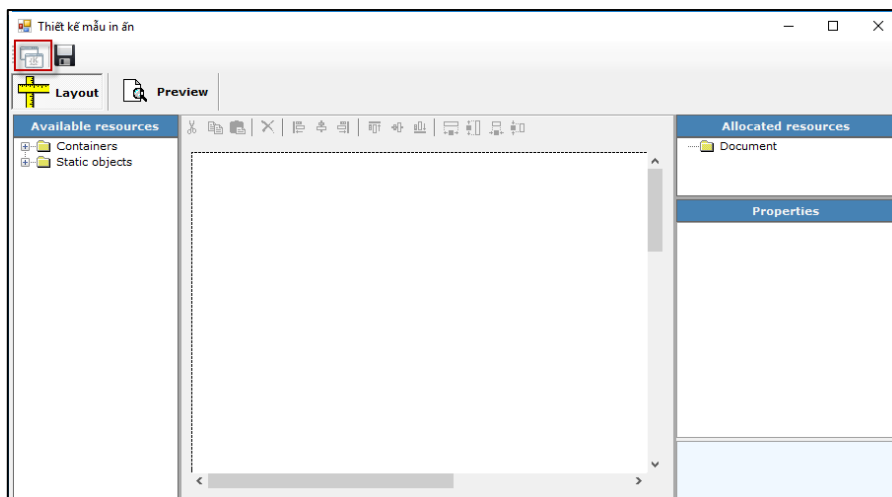 Thiết kế mẫu in ấn
Layout
Preview
Available resources
Containers
Static objects
Allocated resources
Document
Properties